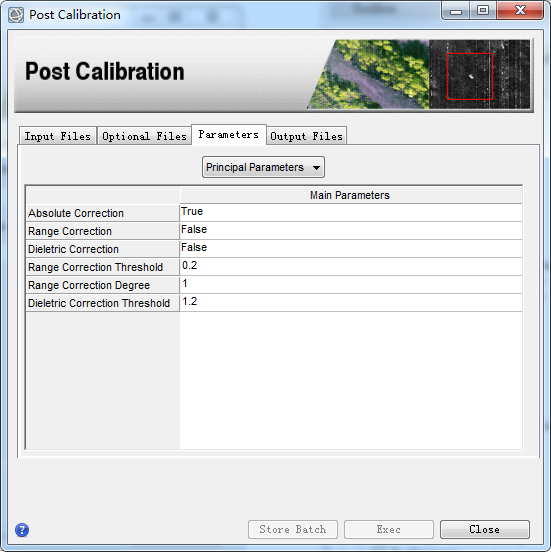 Post Calibration
Post Calibration
Input Files Optional Files Parameters Output Files
Principal Parameters
Main Parameters
Absolute Correction True
Range Correction False
Dieletric Correction False
Range Correction Threshold 0.2
Range Correction Degree 1
Dieletric Correction Threshold 1.2
? Store Batch Exec Close